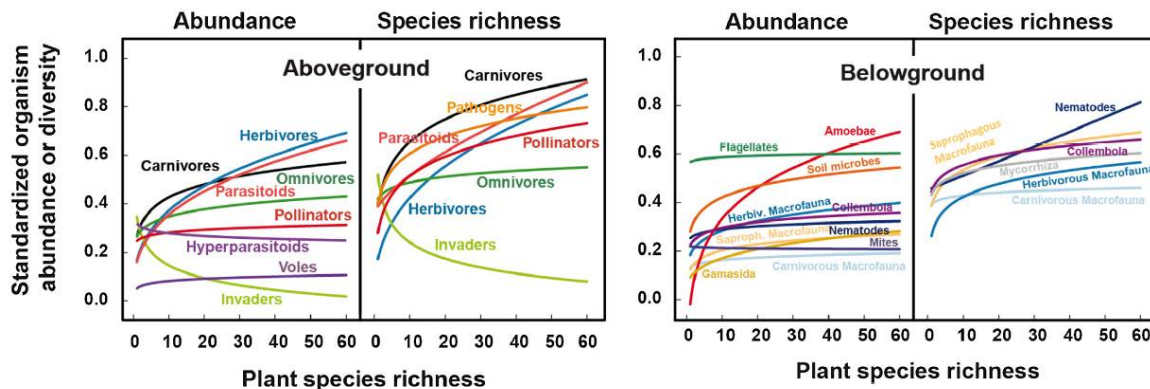 Abundance
Species richness
Standardized organism
abundance or diversity
1.0
0.8
0.6
0.4
0.2
0.0
Aboveground
Herbivores
Carnivores
Parasitoids
Omnivores
Pollinators
Hyperparasitoids
Voles
Invaders
Carnivores
Pathogens
Parasitoids
Pollinators
Omnivores
Herbivores
Invaders
0 10 20 30 40 50 60
0 10 20 30 40 50 60
Plant species richness
Abundance
Species richness
1.0
0.8
0.6
0.4
0.2
0.0
Belowground
Amoebae
Flagellates
Soil microbes
Herbiv. Macrofauna
Collembola
Saproph. Macrofauna
Nematodes
Mites
Gamasida
Carnivorous Macrofauna
Nematodes
Saprophagous
Macrofauna
Collembola
Mycorrhiza
Herbivorous Macrofauna
Carnivorous Macrofauna
0 10 20 30 40 50 60
0 10 20 30 40 50 60
Plant species richness